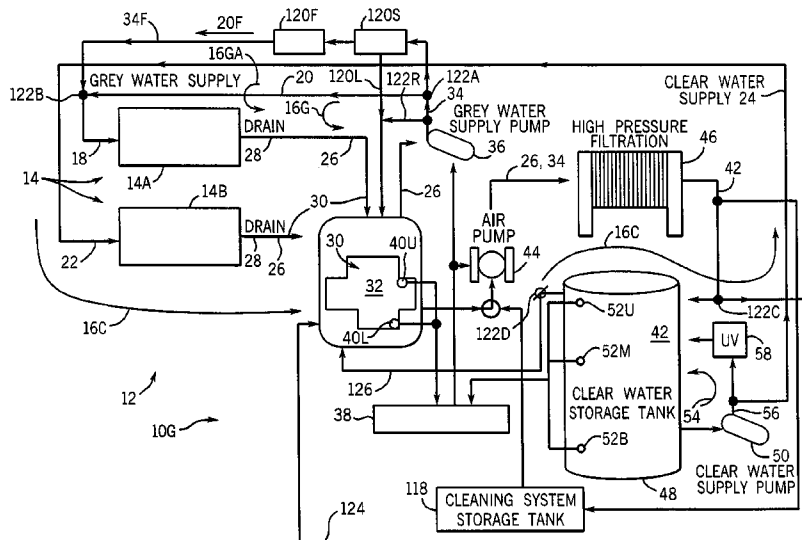 34F
20F
120F
120S
16GA
GREY WATER SUPPLY
20
120L
122R
122A
CLEAR WATER
SUPPLY 24
122B
34
16G
GREY WATER
SUPPLY PUMP
HIGH PRESSURE
FILTRATION
46
18
DRAIN
28
26
36
42
14
14A
14B
30
26
26, 34
22
DRAIN
28
26
AIR
PUMP
44
16C
30
40U
32
52U
42
122C
16C
40L
122D
UV
58
52M
12
126
CLEAR WATER
STORAGE TANK
54
56
10G
38
52B
50
CLEAR WATER
SUPPLY PUMP
48
118
CLEANING SYSTEM
STORAGE TANK
124